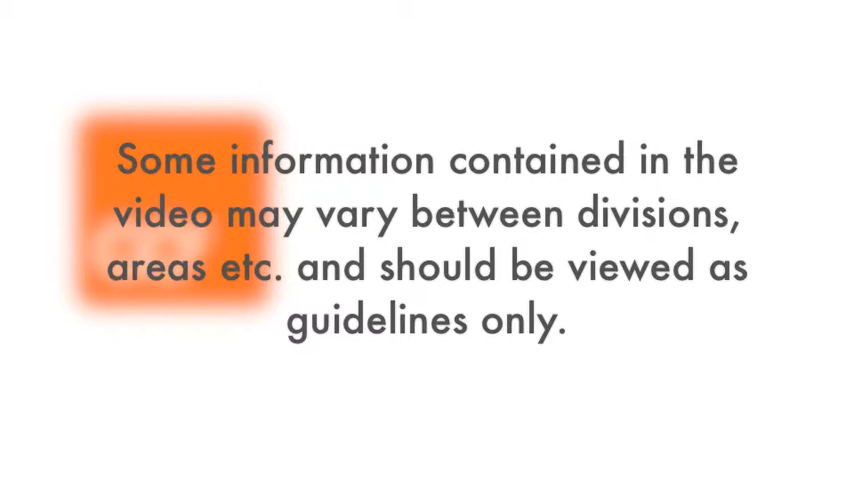 Some information contained in the
video may vary between divisions,
areas etc. and should be viewed as
guidelines only.